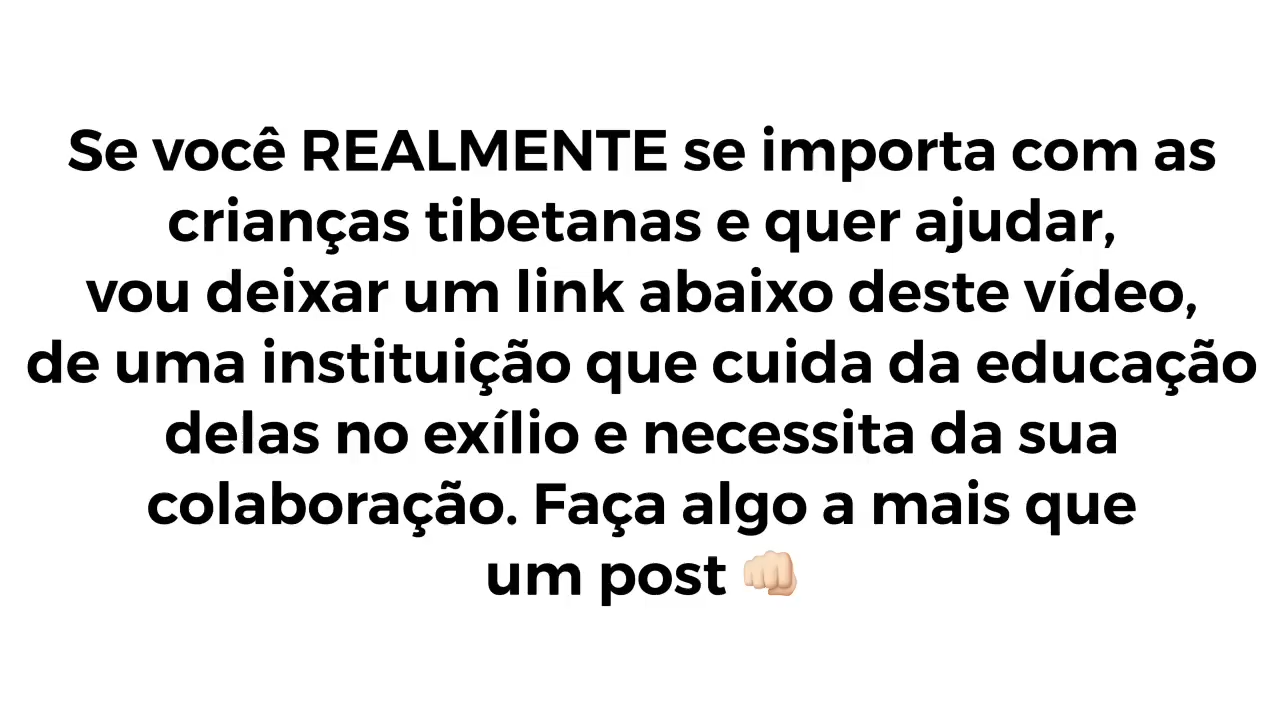 Se você REALMENTE se importa com as
crianças tibetanas e quer ajudar,
vou deixar um link abaixo deste vídeo,
de uma instituição que cuida da educação
delas no exílio e necessita da sua
colaboração. Faça algo a mais que
um post 👊🏻